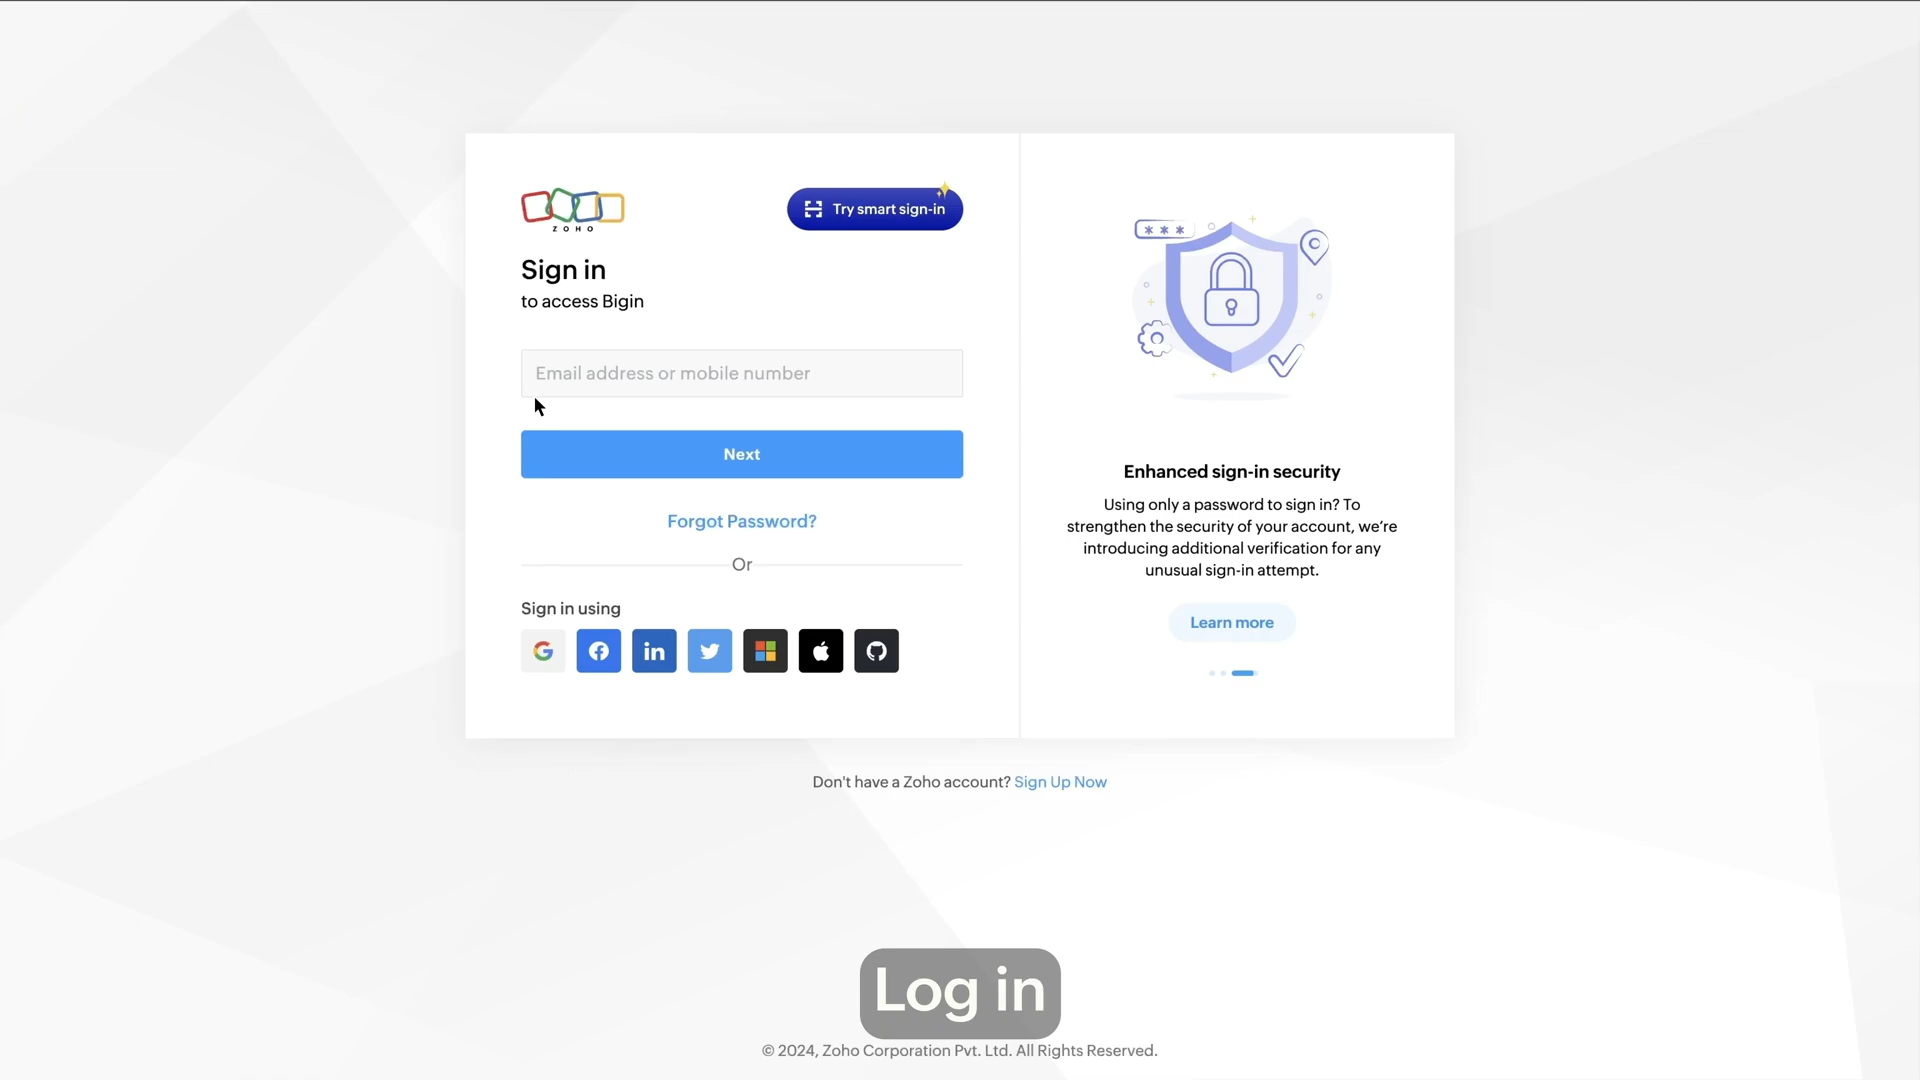 ZOHO
Try smart sign-in
Sign in
to access Bigin
Email address or mobile number
Next
Forgot Password?
Or
Sign in using
***
Enhanced sign-in security
Using only a password to sign in? To
strengthen the security of your account, we’re
introducing additional verification for any
unusual sign-in attempt.
Learn more
Don't have a Zoho account? Sign Up Now
Log in
© 2024, Zoho Corporation Pvt. Ltd. All Rights Reserved.